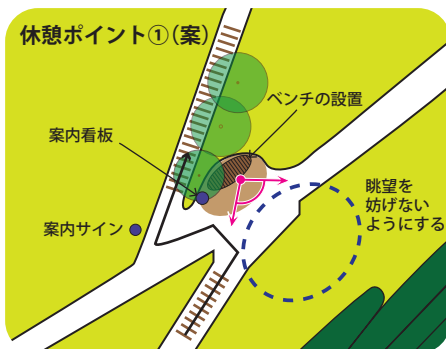 休憩ポイント①(案)
ベンチの設置
案内看板
眺望を
妨げない
ようにする
案内サイン